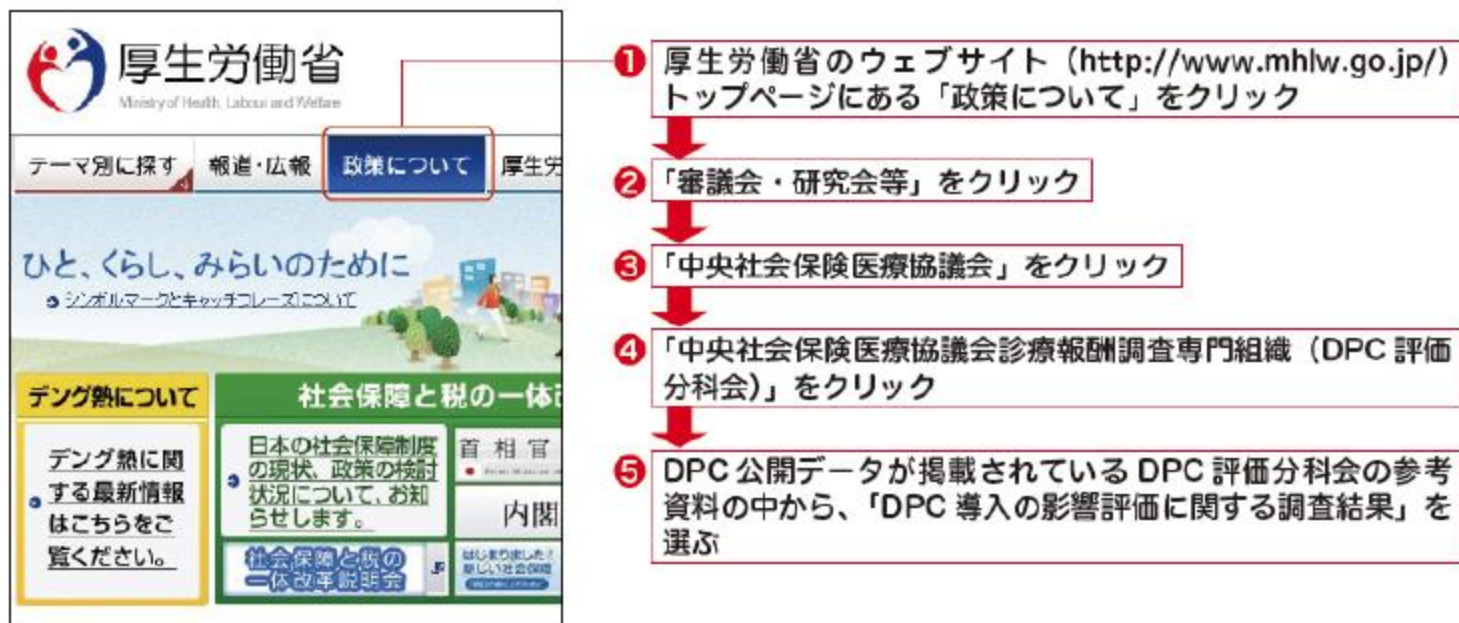 厚生労働省
Ministry of Health, Labour and Welfare
テーマ別に探す
報道・広報
政策について
厚生労
ひと、くらし、みらいのために
シンボルマークとキャッチフレーズについて
デング熱について
デング熱に関
する最新情報
はこちらをご
覧ください。
社会保障と税の一体
日本の社会保障制度
の現状、政策の検討
状況について、お知
らせします。
首相官
内閣
社会保障と税の
一体改革説明会
はじまりました!
新しい社会保障
❶ 厚生労働省のウェブサイト(http://www.mhlw.go.jp/)
トップページにある「政策について」をクリック
❷ 「審議会・研究会等」をクリック
❸ 「中央社会保険医療協議会」をクリック
❹ 「中央社会保険医療協議会診療報酬調査専門組織(DPC 評価
分科会)」をクリック
❺ DPC 公開データが掲載されている DPC 評価分科会の参考
資料の中から、「DPC 導入の影響評価に関する調査結果」を
選ぶ